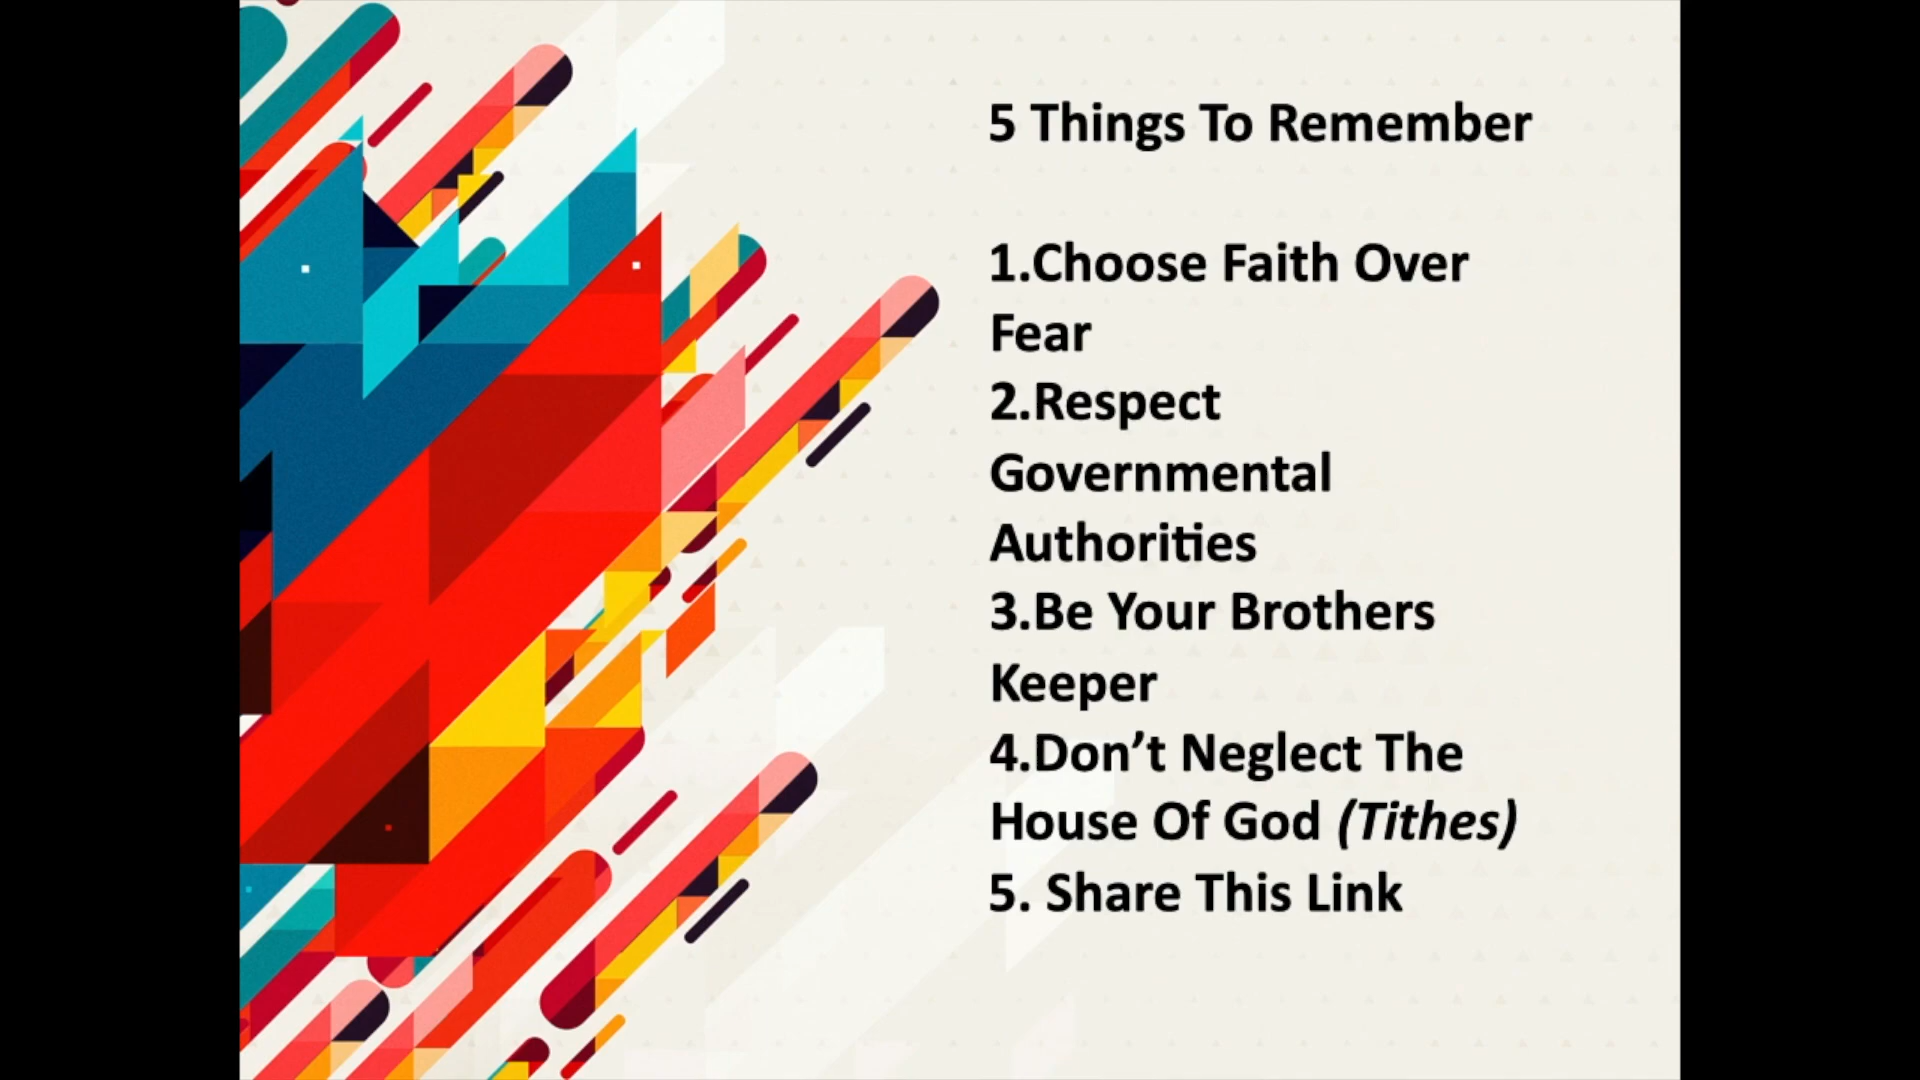 5 Things To Remember
1.Choose Faith Over
Fear
2.Respect
Governmental
Authorities
3.Be Your Brothers
Keeper
4.Don’t Neglect The
House Of God (Tithes)
5. Share This Link